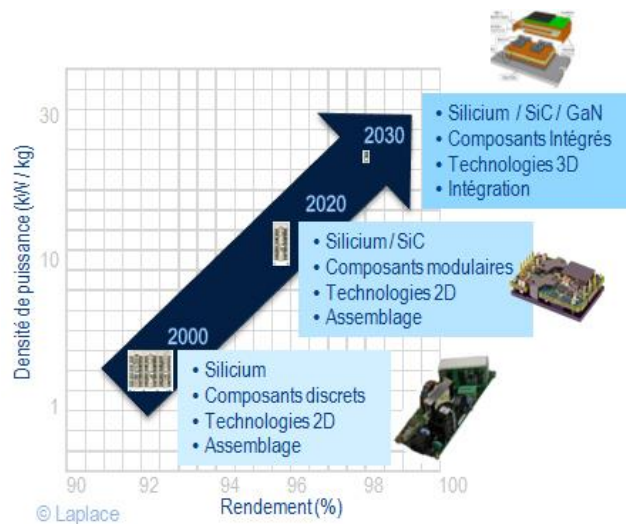 Densité de puissance (kW / kg)
30
10
1
2030
2020
2000
• Silicium / SiC / GaN
• Composants Intégrés
• Technologies 3D
• Intégration
• Silicium / SiC
• Composants modulaires
• Technologies 2D
• Assemblage
• Silicium
• Composants discrets
• Technologies 2D
• Assemblage
90 92 94 96 98 100
Rendement (%)
© Laplace